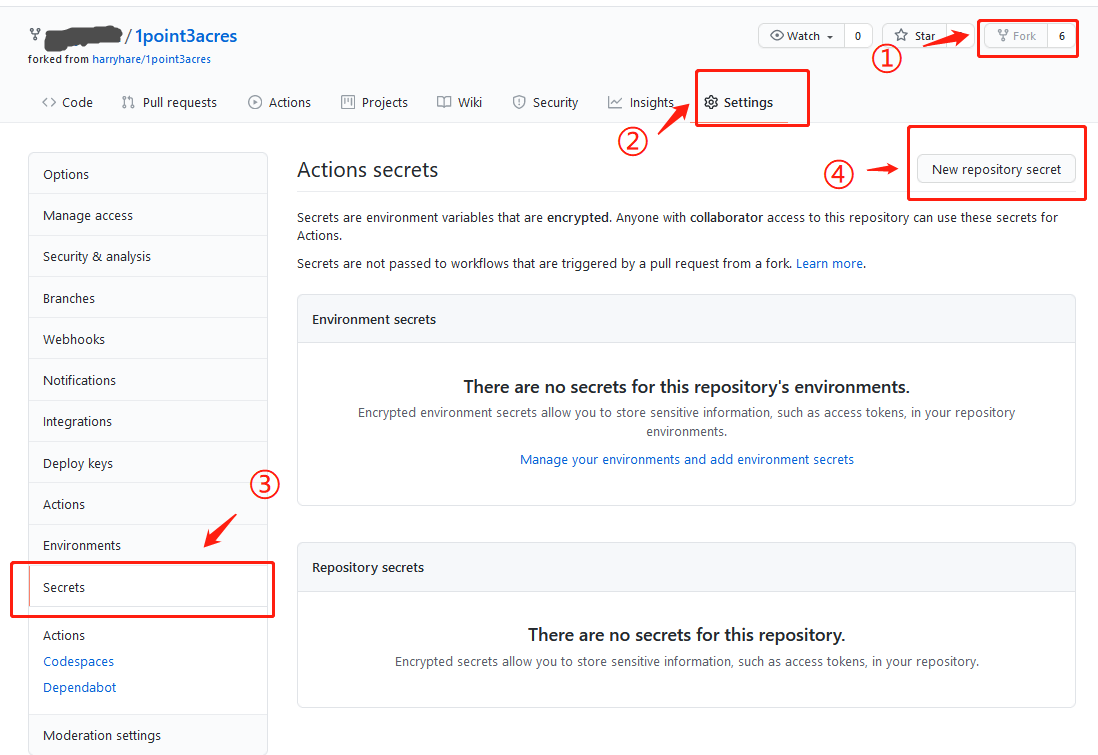 / 1point3acres
forked from harryhare/1point3acres
Watch 0
Star
Fork 6
①
Code Pull requests Actions Projects Wiki Security Insights Settings
②
Options
Manage access
Security & analysis
Branches
Webhooks
Notifications
Integrations
Deploy keys
Actions
Environments
③
Secrets
Actions
Codespaces
Dependabot
Moderation settings
Actions secrets
④
New repository secret
Secrets are environment variables that are encrypted. Anyone with collaborator access to this repository can use these secrets for
Actions.
Secrets are not passed to workflows that are triggered by a pull request from a fork. Learn more.
Environment secrets
There are no secrets for this repository's environments.
Encrypted environment secrets allow you to store sensitive information, such as access tokens, in your repository
environments.
Manage your environments and add environment secrets
Repository secrets
There are no secrets for this repository.
Encrypted secrets allow you to store sensitive information, such as access tokens, in your repository.